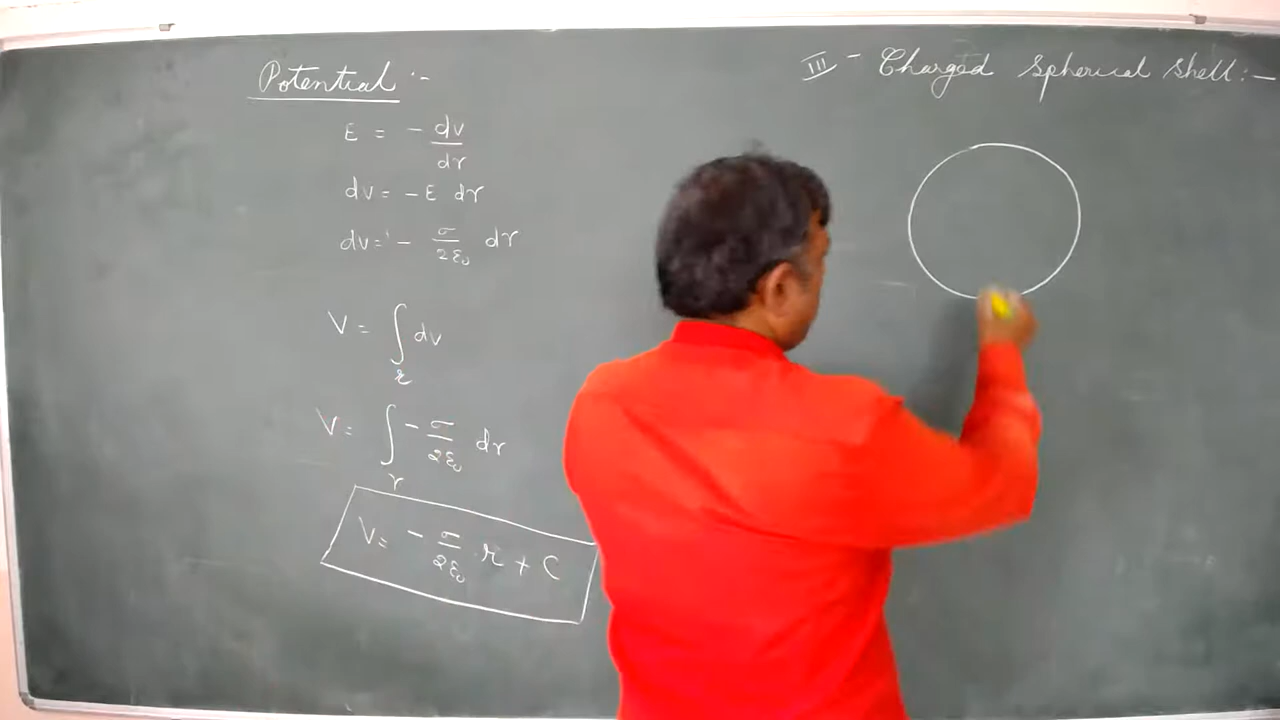 Potential :-
E = - dv/dr
dv = - E dr
dv = - σ/2ε₀ dr
V = ∫r dv
V = ∫r - σ/2ε₀ dr
V = - σ/2ε₀ r + C
III - Charged Spherical Shell :-